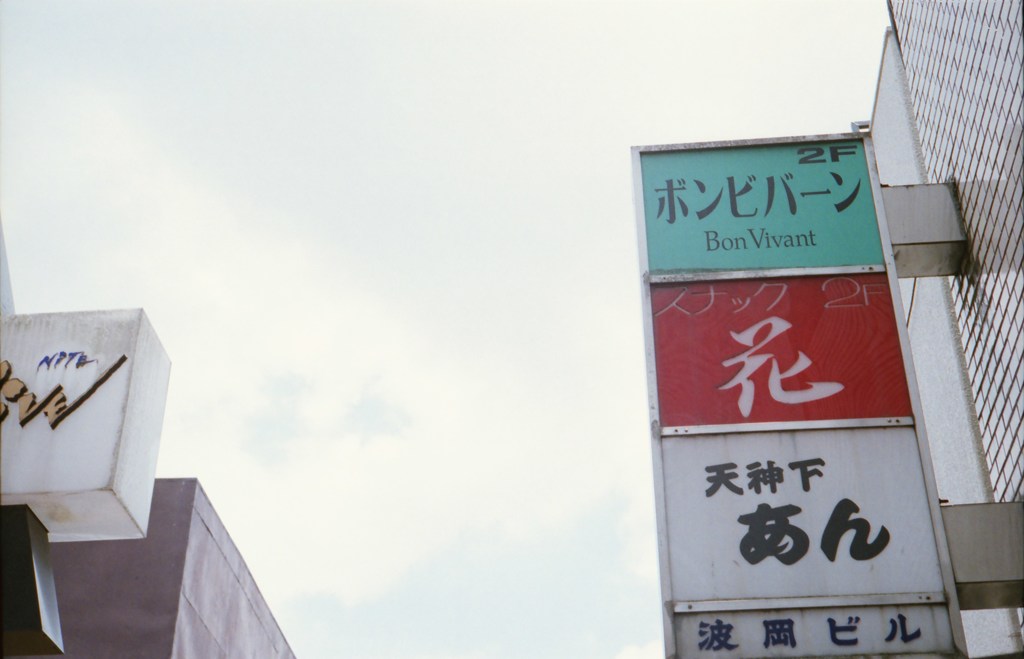 2F
ボンビバーン
Bon Vivant
スナック 2F
花
天神下
あん
波岡ビル
NITE